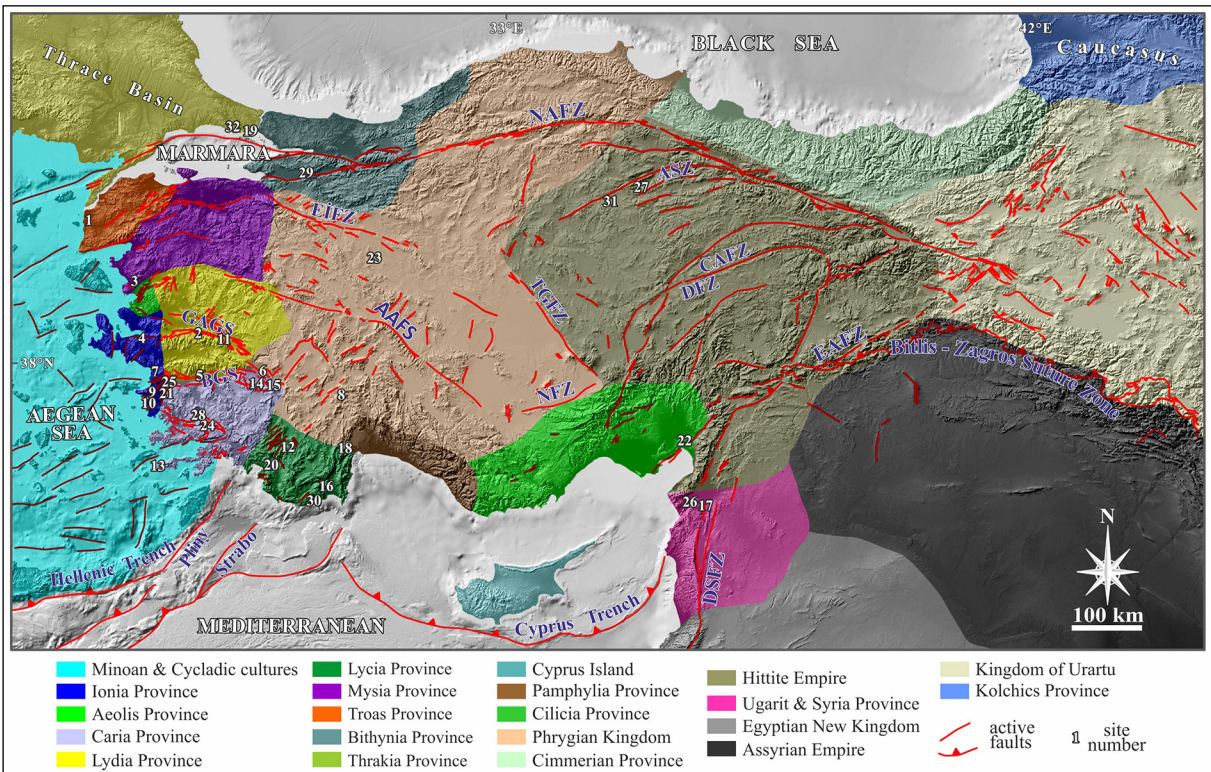 33°E
42°E
BLACK SEA
Caucasus
Thrace Basin
32
19
NAFZ
MARMARA
29
ASZ
27
31
1
EİFZ
23
CAFZ
3
DFZ
TGFZ
GAGS
2
11
AAFS
4
EAFZ
Bitlis - Zagros Suture Zone
38°N
7
5
6
25
BGS
14
15
9
21
10
8
NFZ
AEGEAN
SEA
28
24
12
18
22
13
20
16
30
26
17
Hellenic Trench
Pliny
Strabo
DSFZ
N
MEDITERRANEAN
Cyprus Trench
100 km
Minoan & Cycladic cultures
Ionia Province
Aeolis Province
Caria Province
Lydia Province
Lycia Province
Mysia Province
Troas Province
Bithynia Province
Thrakia Province
Cyprus Island
Pamphylia Province
Cilicia Province
Phrygian Kingdom
Cimmerian Province
Hittite Empire
Ugarit & Syria Province
Egyptian New Kingdom
Assyrian Empire
Kingdom of Urartu
Kolchics Province
active
faults
1
site
number